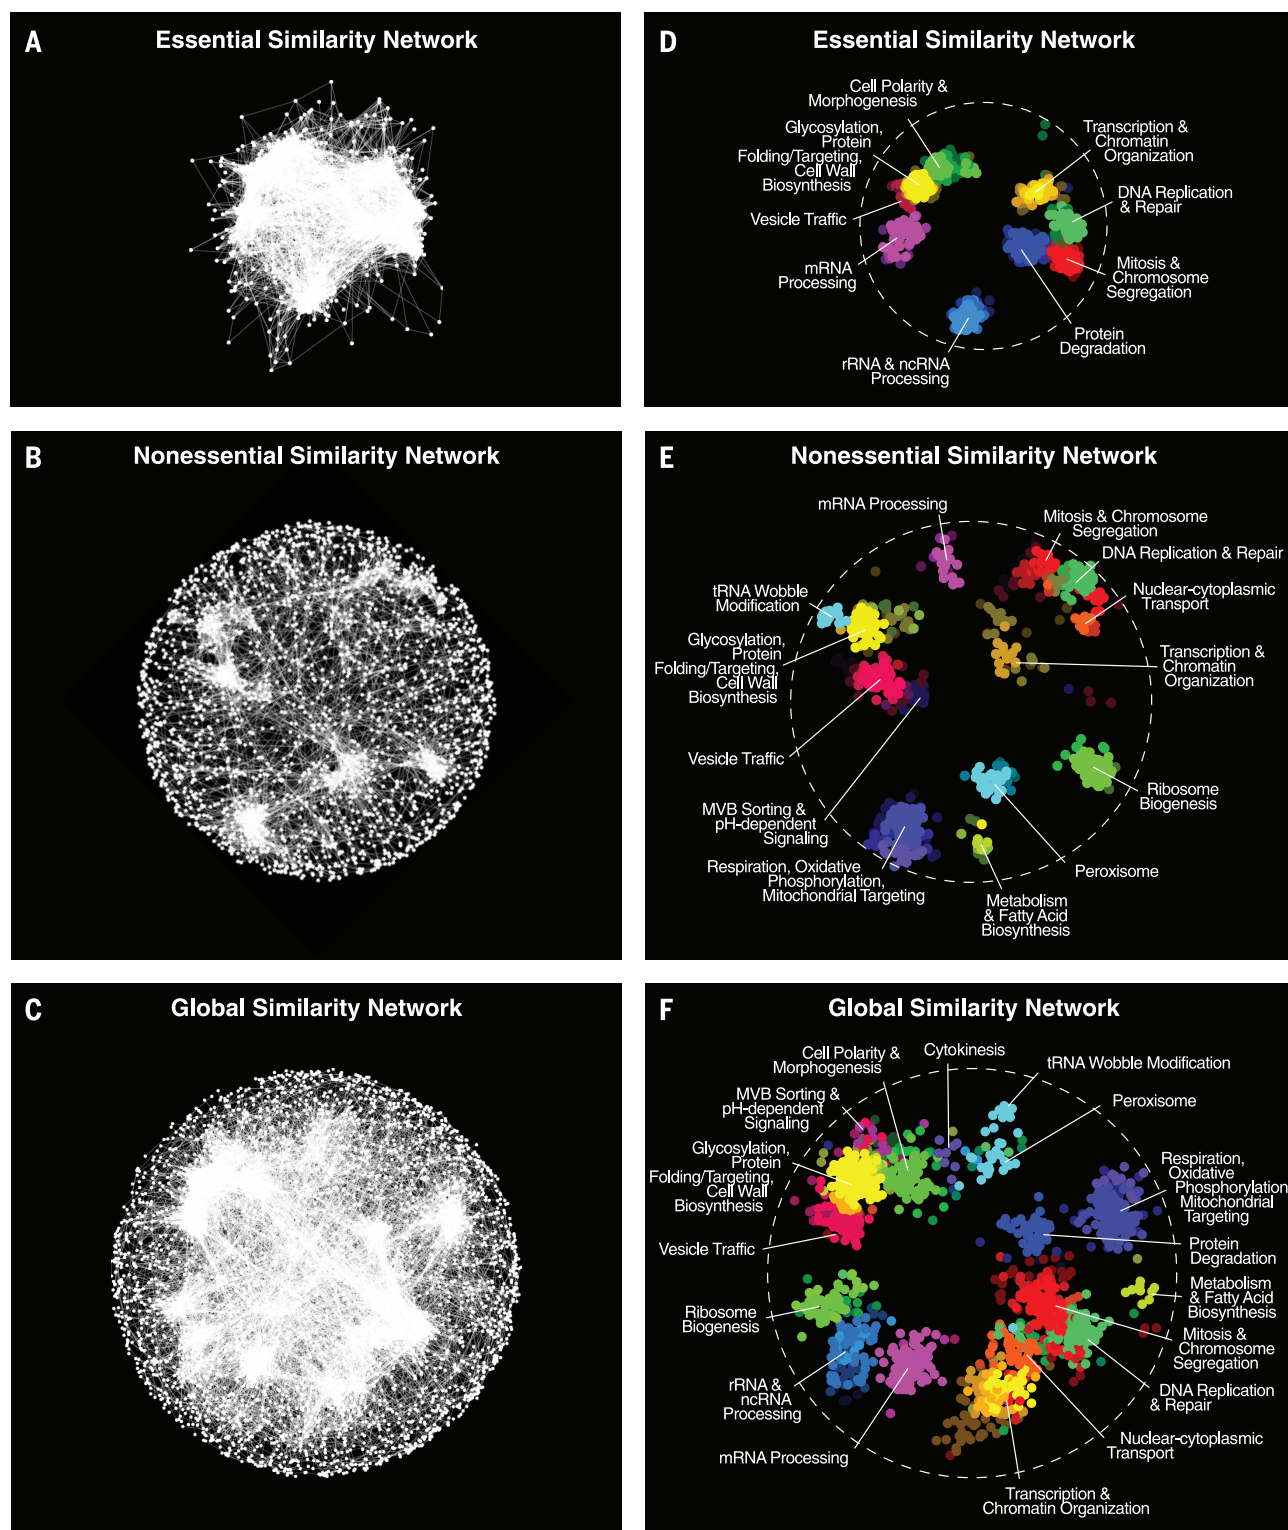 A
Essential Similarity Network
D
Essential Similarity Network
Cell Polarity &
Morphogenesis
Glycosylation,
Protein
Folding/Targeting,
Cell Wall
Biosynthesis
Vesicle Traffic
mRNA
Processing
rRNA & ncRNA
Processing
Transcription &
Chromatin
Organization
DNA Replication
& Repair
Mitosis &
Chromosome
Segregation
Protein
Degradation
B
Nonessential Similarity Network
E
Nonessential Similarity Network
mRNA Processing
Mitosis & Chromosome
Segregation
DNA Replication & Repair
Nuclear-cytoplasmic
Transport
tRNA Wobble
Modification
Glycosylation,
Protein
Folding/Targeting,
Cell Wall
Biosynthesis
Transcription &
Chromatin
Organization
Vesicle Traffic
MVB Sorting &
pH-dependent
Signaling
Ribosome
Biogenesis
Respiration, Oxidative
Phosphorylation,
Mitochondrial Targeting
Peroxisome
Metabolism
& Fatty Acid
Biosynthesis
C
Global Similarity Network
F
Global Similarity Network
Cell Polarity &
Morphogenesis
Cytokinesis
tRNA Wobble Modification
MVB Sorting &
pH-dependent
Signaling
Peroxisome
Glycosylation,
Protein
Folding/Targeting,
Cell Wall
Biosynthesis
Respiration,
Oxidative
Phosphorylation,
Mitochondrial
Targeting
Vesicle Traffic
Protein
Degradation
Ribosome
Biogenesis
Metabolism
& Fatty Acid
Biosynthesis
Mitosis &
Chromosome
Segregation
rRNA &
ncRNA
Processing
DNA Replication
& Repair
mRNA Processing
Nuclear-cytoplasmic
Transport
Transcription &
Chromatin Organization